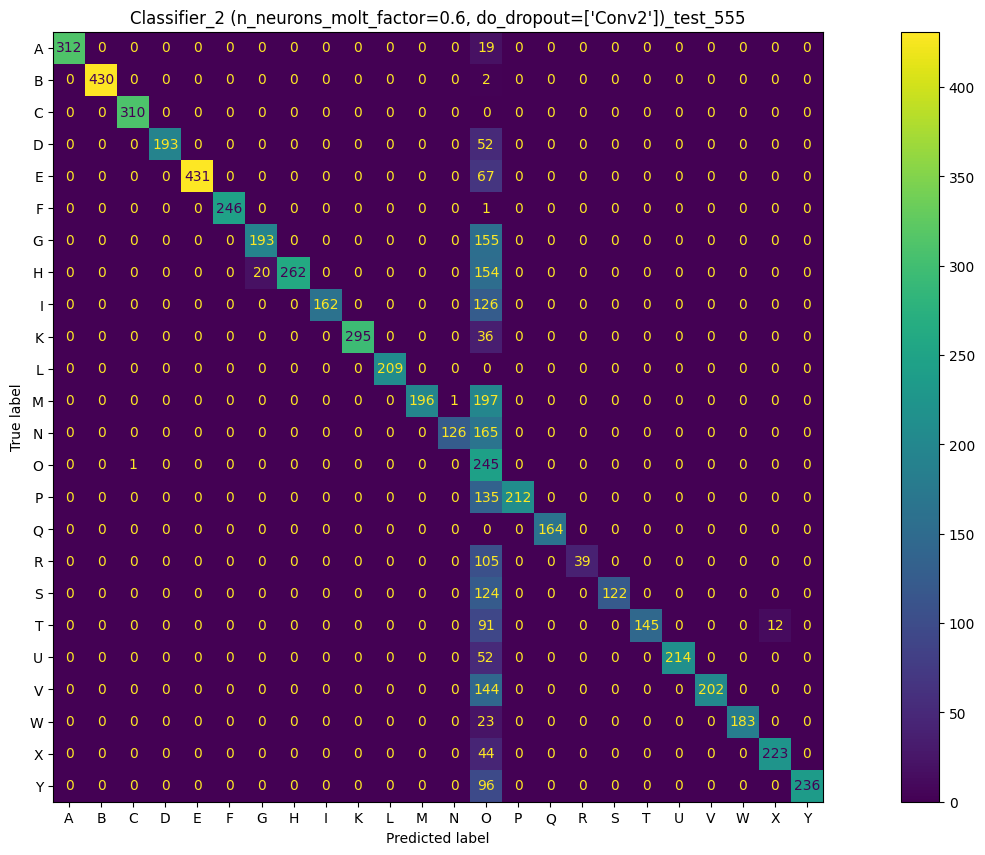 Classifier_2 (n_neurons_molt_factor=0.6, do_dropout=['Conv2'])_test_555
A 312 0 0 0 0 0 0 0 0 0 0 0 0 19 0 0 0 0 0 0 0 0 0 0
B 0 430 0 0 0 0 0 0 0 0 0 0 0 2 0 0 0 0 0 0 0 0 0 0
C 0 0 310 0 0 0 0 0 0 0 0 0 0 0 0 0 0 0 0 0 0 0 0 0
D 0 0 0 193 0 0 0 0 0 0 0 0 0 52 0 0 0 0 0 0 0 0 0 0
E 0 0 0 0 431 0 0 0 0 0 0 0 0 67 0 0 0 0 0 0 0 0 0 0
F 0 0 0 0 0 246 0 0 0 0 0 0 0 1 0 0 0 0 0 0 0 0 0 0
G 0 0 0 0 0 0 193 0 0 0 0 0 0 155 0 0 0 0 0 0 0 0 0 0
H 0 0 0 0 0 0 20 262 0 0 0 0 0 154 0 0 0 0 0 0 0 0 0 0
I 0 0 0 0 0 0 0 0 162 0 0 0 0 126 0 0 0 0 0 0 0 0 0 0
K 0 0 0 0 0 0 0 0 0 295 0 0 0 36 0 0 0 0 0 0 0 0 0 0
L 0 0 0 0 0 0 0 0 0 0 209 0 0 0 0 0 0 0 0 0 0 0 0 0
M 0 0 0 0 0 0 0 0 0 0 0 196 1 197 0 0 0 0 0 0 0 0 0 0
N 0 0 0 0 0 0 0 0 0 0 0 0 126 165 0 0 0 0 0 0 0 0 0 0
O 0 0 1 0 0 0 0 0 0 0 0 0 0 245 0 0 0 0 0 0 0 0 0 0
P 0 0 0 0 0 0 0 0 0 0 0 0 0 135 212 0 0 0 0 0 0 0 0 0
Q 0 0 0 0 0 0 0 0 0 0 0 0 0 0 0 164 0 0 0 0 0 0 0 0
R 0 0 0 0 0 0 0 0 0 0 0 0 0 105 0 0 39 0 0 0 0 0 0 0
S 0 0 0 0 0 0 0 0 0 0 0 0 0 124 0 0 0 122 0 0 0 0 0 0
T 0 0 0 0 0 0 0 0 0 0 0 0 0 91 0 0 0 0 145 0 0 0 12 0
U 0 0 0 0 0 0 0 0 0 0 0 0 0 52 0 0 0 0 0 214 0 0 0 0
V 0 0 0 0 0 0 0 0 0 0 0 0 0 144 0 0 0 0 0 0 202 0 0 0
W 0 0 0 0 0 0 0 0 0 0 0 0 0 23 0 0 0 0 0 0 0 183 0 0
X 0 0 0 0 0 0 0 0 0 0 0 0 0 44 0 0 0 0 0 0 0 0 223 0
Y 0 0 0 0 0 0 0 0 0 0 0 0 0 96 0 0 0 0 0 0 0 0 0 236
A B C D E F G H I K L M N O P Q R S T U V W X Y
Predicted label
True label
400
350
300
250
200
150
100
50
0